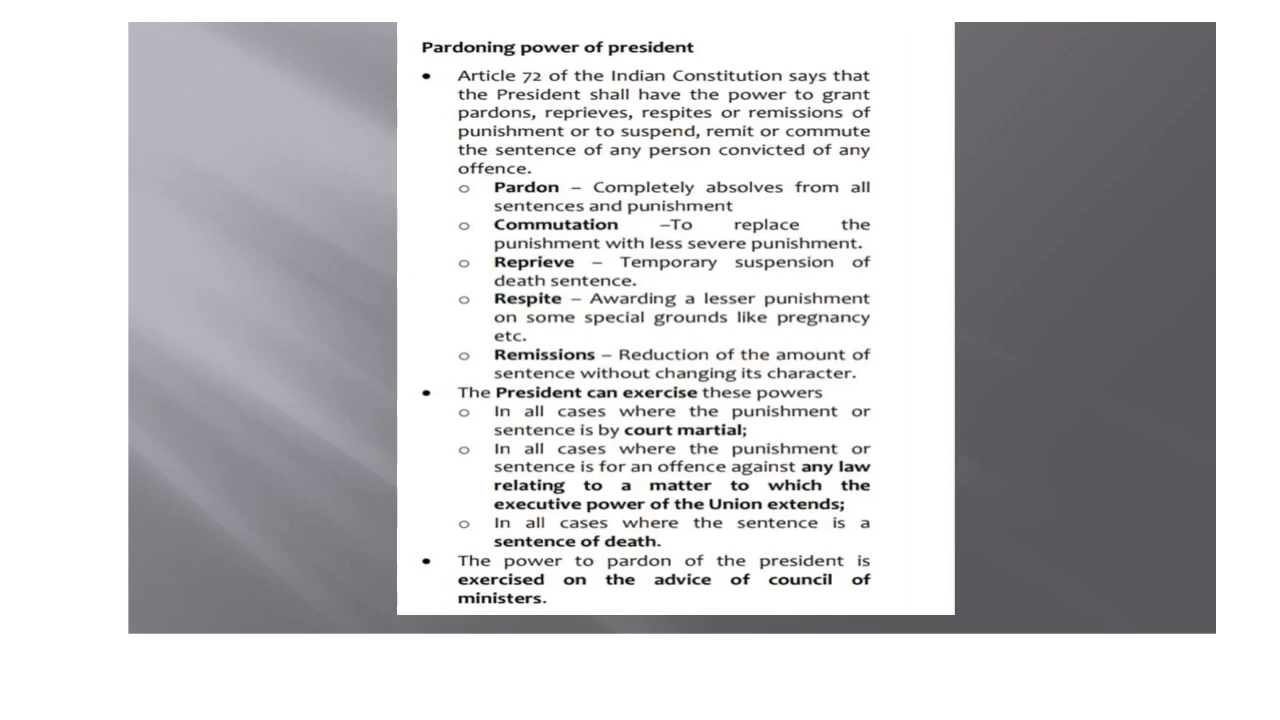 Pardoning power of president
• Article 72 of the Indian Constitution says that
the President shall have the power to grant
pardons, reprieves, respites or remissions of
punishment or to suspend, remit or commute
the sentence of any person convicted of any
offence.
o Pardon – Completely absolves from all
sentences and punishment
o Commutation –To replace the
punishment with less severe punishment.
o Reprieve – Temporary suspension of
death sentence.
o Respite – Awarding a lesser punishment
on some special grounds like pregnancy
etc.
o Remissions – Reduction of the amount of
sentence without changing its character.
• The President can exercise these powers
o In all cases where the punishment or
sentence is by court martial;
o In all cases where the punishment or
sentence is for an offence against any law
relating to a matter to which the
executive power of the Union extends;
o In all cases where the sentence is a
sentence of death.
• The power to pardon of the president is
exercised on the advice of council of
ministers.